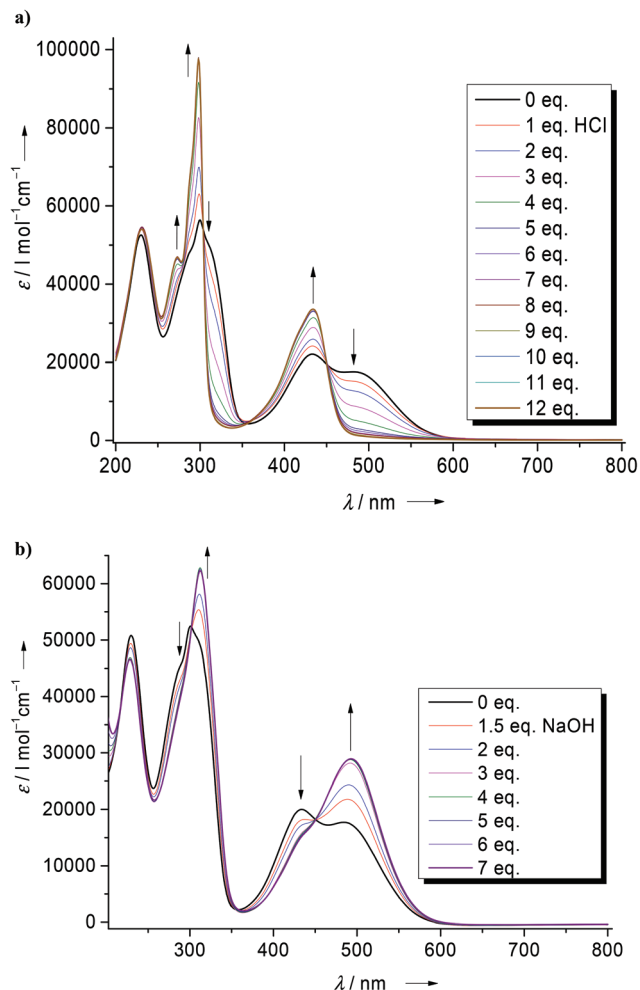 a)
100000
80000
60000
40000
20000
0
ε / l mol⁻¹cm⁻¹
0 eq.
1 eq. HCl
2 eq.
3 eq.
4 eq.
5 eq.
6 eq.
7 eq.
8 eq.
9 eq.
10 eq.
11 eq.
12 eq.
200 300 400 500 600 700 800
λ / nm
b)
60000
50000
40000
30000
20000
10000
0
ε / l mol⁻¹cm⁻¹
0 eq.
1.5 eq. NaOH
2 eq.
3 eq.
4 eq.
5 eq.
6 eq.
7 eq.
300 400 500 600 700 800
λ / nm